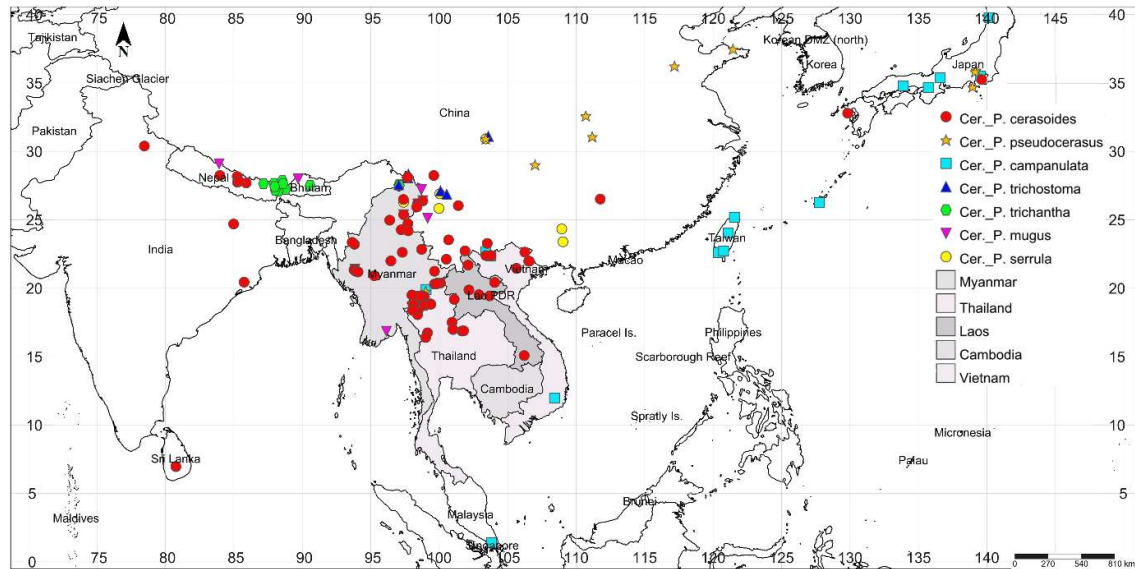 75 80 85 90 95 100 105 110 115 120 125 130 135 140 145
40 40
Tajikistan
N
Korean DMZ (north)
Korea
Japan
35 35
Siachen Glacier
China
Pakistan
30 30
Nepal
Bhutan
25 25
India
Bangladesh
Taiwan
Macao
Myanmar
Vietnam
20 20
Lao PDR
Paracel Is.
Philippines
15 15
Thailand
Scarborough Reef
Cambodia
10 10
Spratly Is.
Micronesia
Palau
Sri Lanka
5 5
Brunei
Malaysia
Maldives
Singapore
0 0
75 80 85 90 95 100 105 110 115 120 125 130 135 140
Cer._P. cerasoides
Cer._P. pseudocerasus
Cer._P. campanulata
Cer._P. trichostoma
Cer._P. trichantha
Cer._P. mugus
Cer._P. serrula
Myanmar
Thailand
Laos
Cambodia
Vietnam
0 270 540 810 km